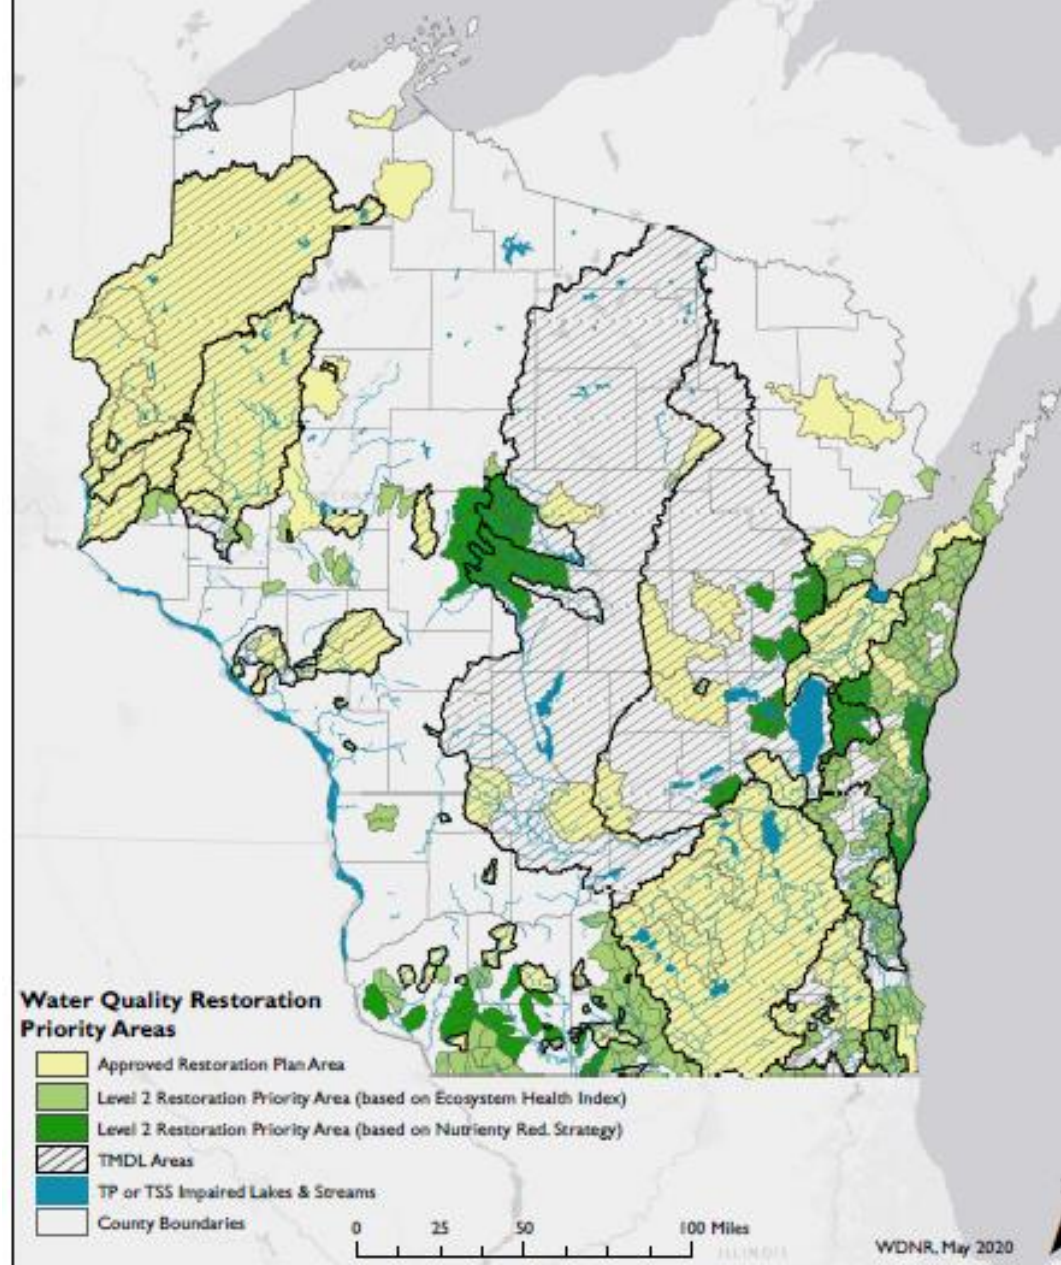 Water Quality Restoration
Priority Areas
Approved Restoration Plan Area
Level 2 Restoration Priority Area (based on Ecosystem Health Index)
Level 2 Restoration Priority Area (based on Nutrienty Red. Strategy)
TMDL Areas
TP or TSS Impaired Lakes & Streams
County Boundaries
0 25 50 100 Miles
ILLINOIS
WDNR, May 2020